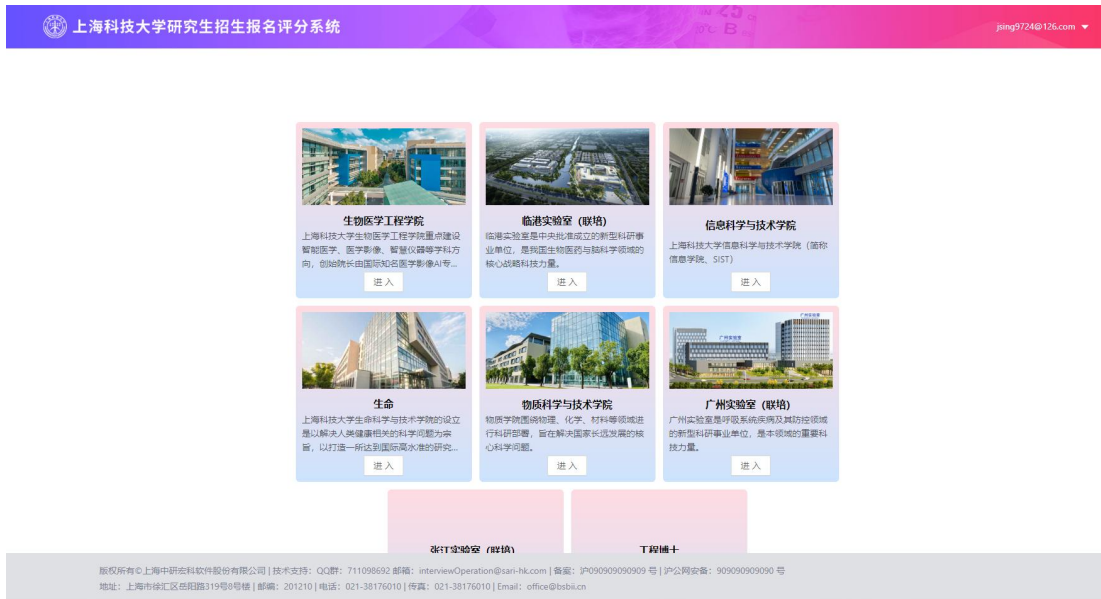 上海科技大学研究生招生报名评分系统
jsing9724@126.com
生物医学工程学院
上海科技大学生物医学工程学院重点建设
智能医学、医学影像、智慧仪器等学科方
向，创始院长由国际知名医学影像AI专...
进入
临港实验室（联培）
临港实验室是中央批准成立的新型科研事
业单位，是我国生物医药与脑科学领域的
核心战略科技力量。
进入
信息科学与技术学院
上海科技大学信息科学与技术学院（简称
信息学院、SIST）
进入
生命
上海科技大学生命科学与技术学院的设立
是以解决人类健康相关的科学问题为宗
旨，以打造一所达到国际高水准的研究...
进入
物质科学与技术学院
物质学院围绕物理、化学、材料等领域进
行科研部署，旨在解决国家长远发展的核
心科学问题。
进入
广州实验室
广州实验室
广州实验室（联培）
广州实验室是呼吸系统疾病及其防控领域
的新型科研事业单位，是本领域的重要科
技力量。
进入
张江实验室（联培）
工程博士
版权所有©上海中研宏科软件股份有限公司 | 技术支持：QQ群：711098692 邮箱：interviewOperation@sari-hk.com | 备案：沪090909090909 号 | 沪公网安备：909090909090 号
地址：上海市徐汇区岳阳路319号8号楼 | 邮编：201210 | 电话：021-38176010 | 传真：021-38176010 | Email：office@bsbii.cn